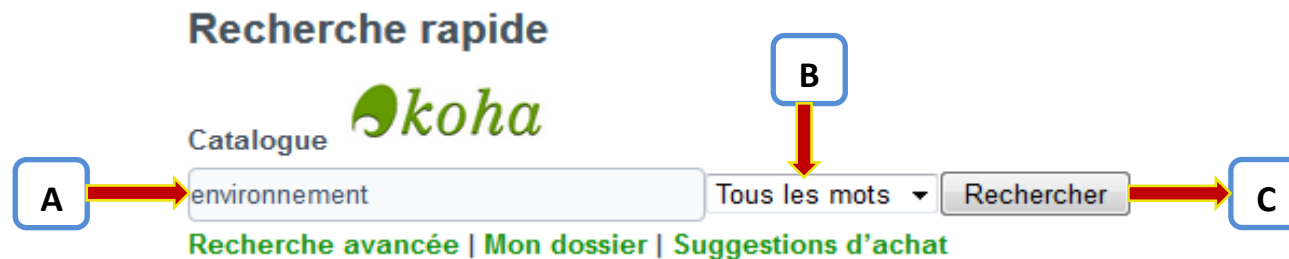 Recherche rapide
B
koha
Catalogue
A environnement Tous les mots Rechercher C
Recherche avancée | Mon dossier | Suggestions d'achat